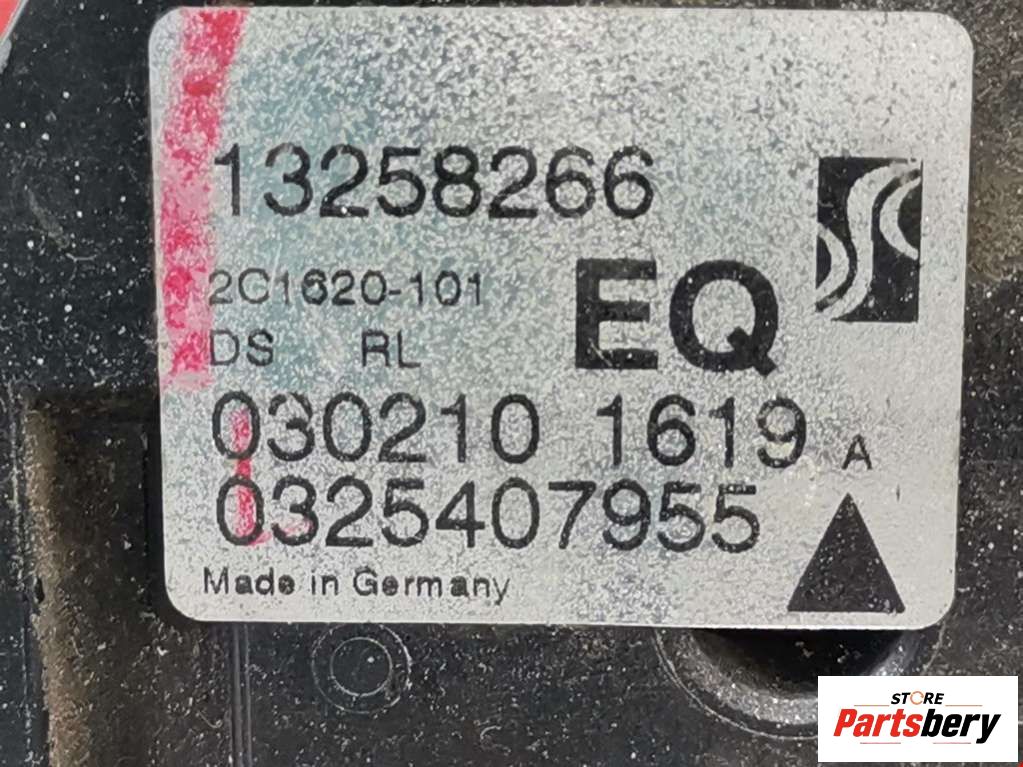 13258266
2C1620-101 EQ
DS RL
030210 1619 A
0325407955
Made in Germany
STORE
Partsbery